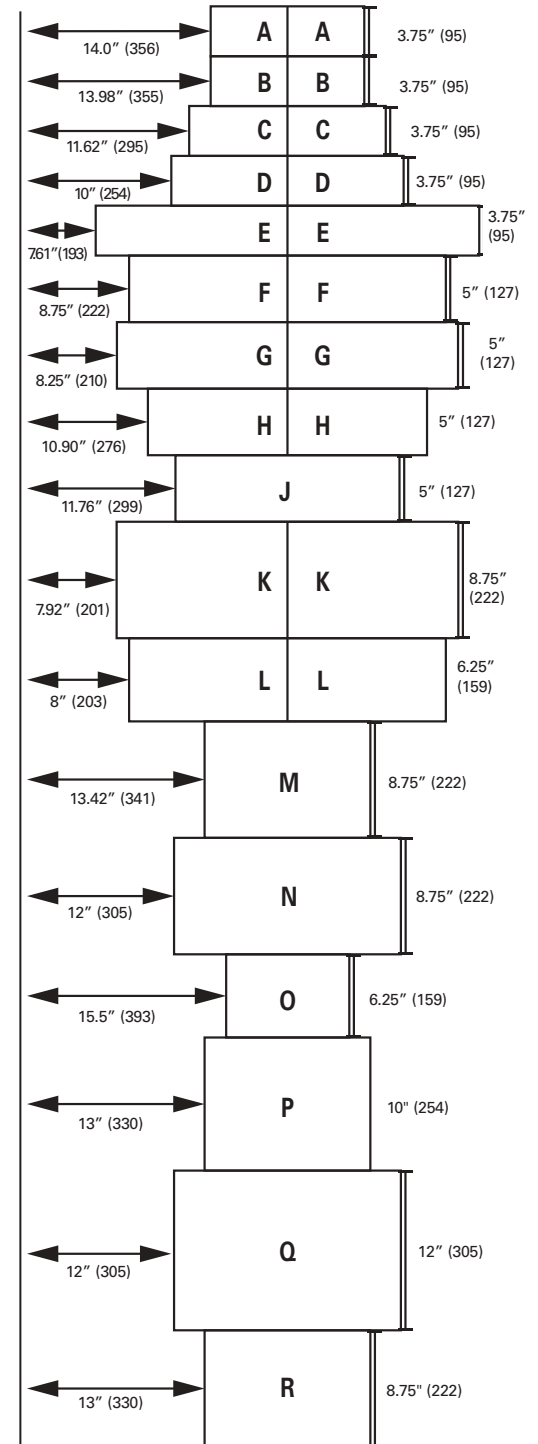 A A 3.75" (95)
14.0" (356)
B B 3.75" (95)
13.98" (355)
C C 3.75" (95)
11.62" (295)
D D 3.75" (95)
10" (254)
E E 3.75"
(95)
7.61"(193)
F F 5" (127)
8.75" (222)
G G 5"
(127)
8.25" (210)
H H 5" (127)
10.90" (276)
J 5" (127)
11.76" (299)
K K 8.75"
(222)
7.92" (201)
L L 6.25"
(159)
8" (203)
M 8.75" (222)
13.42" (341)
N 8.75" (222)
12" (305)
O 6.25" (159)
15.5" (393)
P 10" (254)
13" (330)
Q 12" (305)
12" (305)
R 8.75" (222)
13" (330)